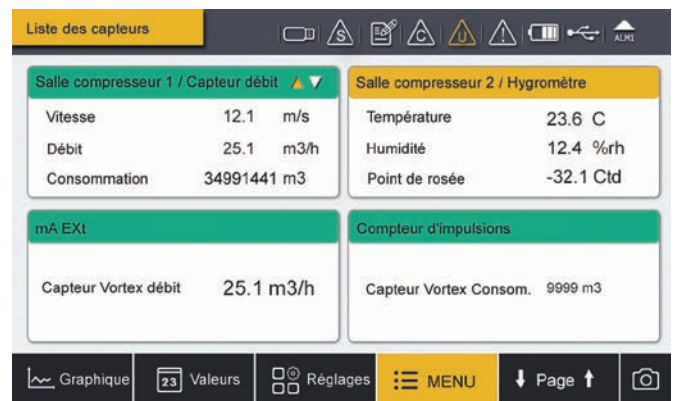 Liste des capteurs
S C U ALM1
Salle compresseur 1 / Capteur débit
Vitesse 12.1 m/s
Débit 25.1 m3/h
Consommation 34991441 m3
Salle compresseur 2 / Hygromètre
Température 23.6 C
Humidité 12.4 %rh
Point de rosée -32.1 Ctd
mA EXt
Capteur Vortex débit 25.1 m3/h
Compteur d'impulsions
Capteur Vortex Consom. 9999 m3
Graphique 23 Valeurs Réglages MENU Page